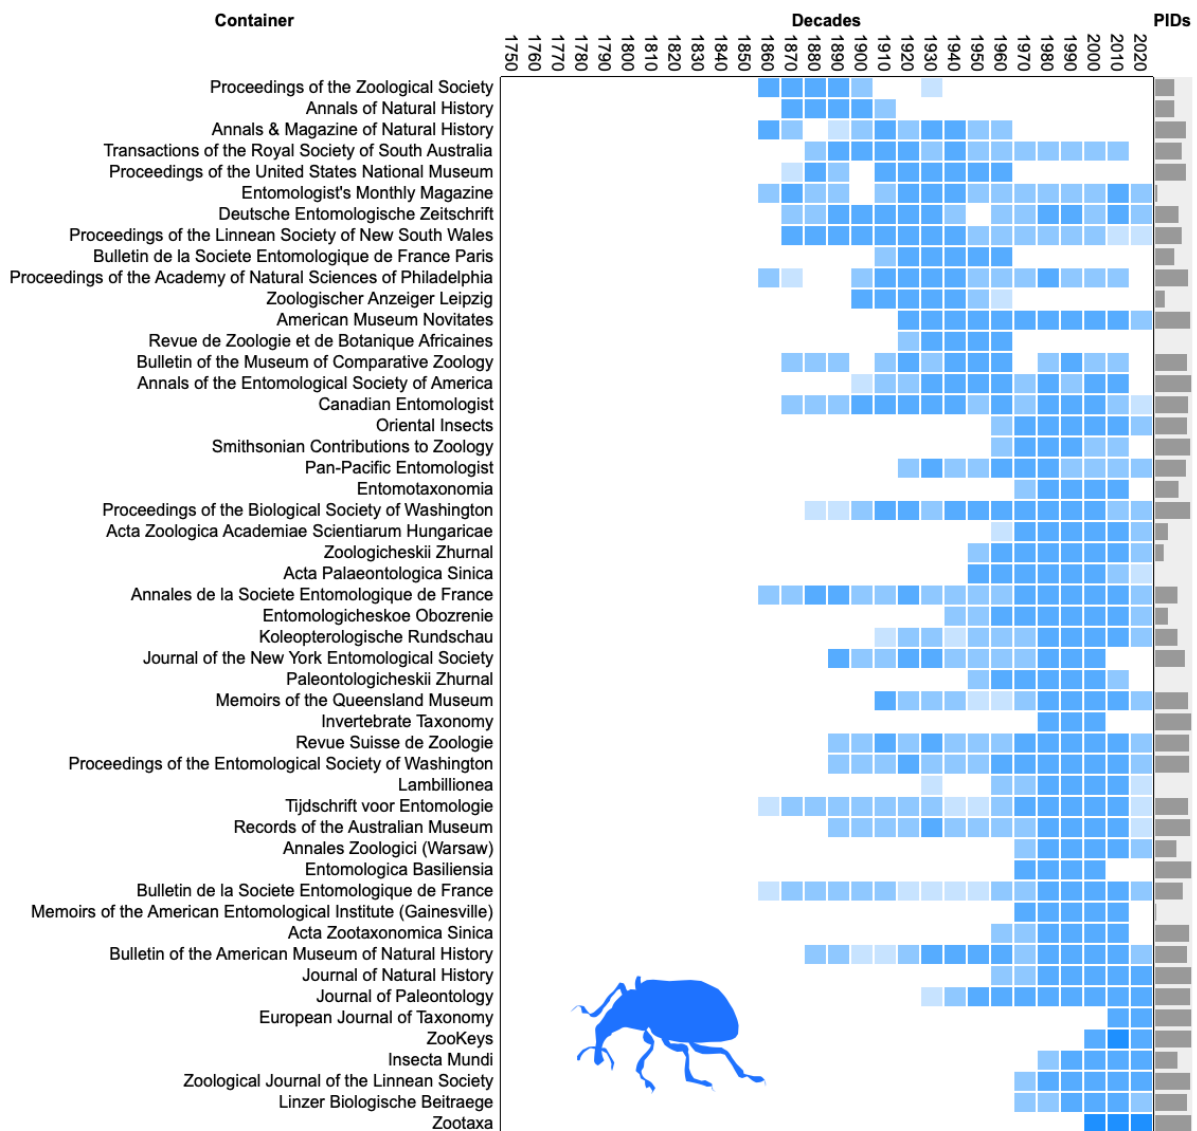 Container Decades PIDs
1750 1760 1770 1780 1790 1800 1810 1820 1830 1840 1850 1860 1870 1880 1890 1900 1910 1920 1930 1940 1950 1960 1970 1980 1990 2000 2010 2020
Proceedings of the Zoological Society
Annals of Natural History
Annals & Magazine of Natural History
Transactions of the Royal Society of South Australia
Proceedings of the United States National Museum
Entomologist's Monthly Magazine
Deutsche Entomologische Zeitschrift
Proceedings of the Linnean Society of New South Wales
Bulletin de la Societe Entomologique de France Paris
Proceedings of the Academy of Natural Sciences of Philadelphia
Zoologischer Anzeiger Leipzig
American Museum Novitates
Revue de Zoologie et de Botanique Africaines
Bulletin of the Museum of Comparative Zoology
Annals of the Entomological Society of America
Canadian Entomologist
Oriental Insects
Smithsonian Contributions to Zoology
Pan-Pacific Entomologist
Entomotaxonomia
Proceedings of the Biological Society of Washington
Acta Zoologica Academiae Scientiarum Hungaricae
Zoologicheskii Zhurnal
Acta Palaeontologica Sinica
Annales de la Societe Entomologique de France
Entomologicheskoe Obozrenie
Koleopterologische Rundschau
Journal of the New York Entomological Society
Paleontologicheskii Zhurnal
Memoirs of the Queensland Museum
Invertebrate Taxonomy
Revue Suisse de Zoologie
Proceedings of the Entomological Society of Washington
Lambillionea
Tijdschrift voor Entomologie
Records of the Australian Museum
Annales Zoologici (Warsaw)
Entomologica Basiliensia
Bulletin de la Societe Entomologique de France
Memoirs of the American Entomological Institute (Gainesville)
Acta Zootaxonomica Sinica
Bulletin of the American Museum of Natural History
Journal of Natural History
Journal of Paleontology
European Journal of Taxonomy
ZooKeys
Insecta Mundi
Zoological Journal of the Linnean Society
Linzer Biologische Beitraege
Zootaxa